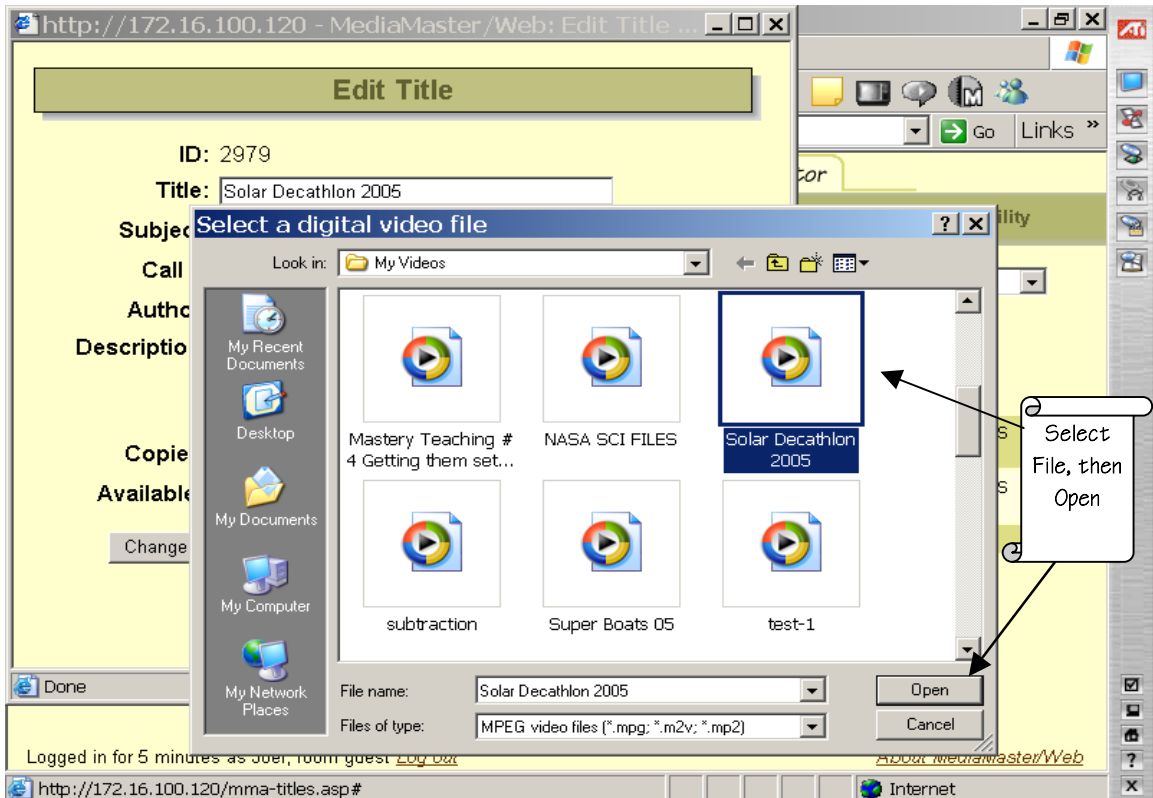 http://172.16.100.120 - MediaMaster/Web: Edit Title ...
Edit Title
ID: 2979
Title: Solar Decathlon 2005
Subjec
Call
Autho
Descriptio
Copie
Available
Change
Done
Go
Links »
tor
ility
s
s
Select a digital video file
Look in: My Videos
My Recent
Documents
Desktop
My Documents
My Computer
My Network
Places
Mastery Teaching #
4 Getting them set...
NASA SCI FILES
Solar Decathlon
2005
subtraction
Super Boats 05
test-1
File name: Solar Decathlon 2005
Open
Files of type: MPEG video files (*.mpg; *.m2v; *.mp2)
Cancel
Select
File, then
Open
Logged in for 5 minutes as Joel, room guest Log out
About MediaMaster/Web
http://172.16.100.120/mma-titles.asp#
Internet
ATI